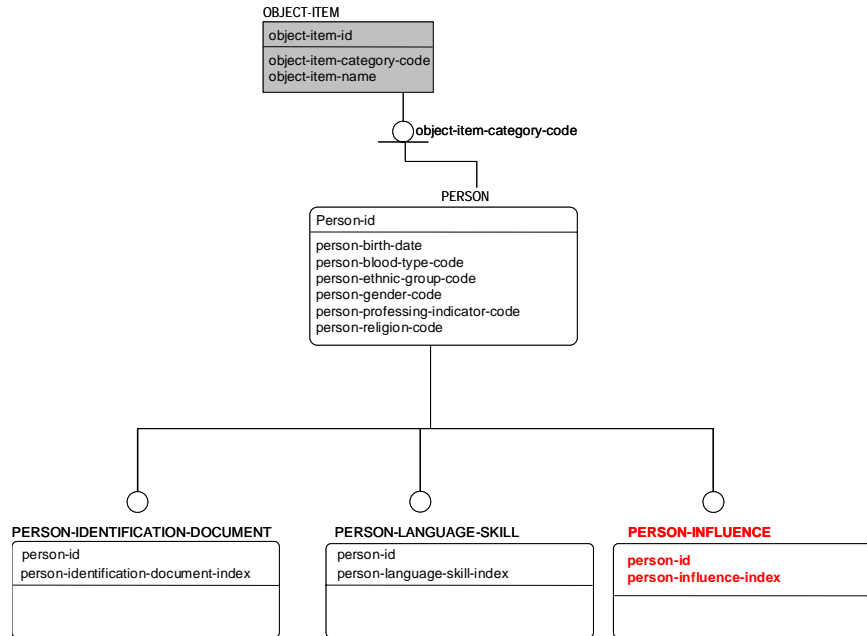 OBJECT-ITEM
object-item-id
object-item-category-code
object-item-name
object-item-category-code
PERSON
Person-id
person-birth-date
person-blood-type-code
person-ethnic-group-code
person-gender-code
person-professing-indicator-code
person-religion-code
PERSON-IDENTIFICATION-DOCUMENT
person-id
person-identification-document-index
PERSON-LANGUAGE-SKILL
person-id
person-language-skill-index
PERSON-INFLUENCE
person-id
person-influence-index